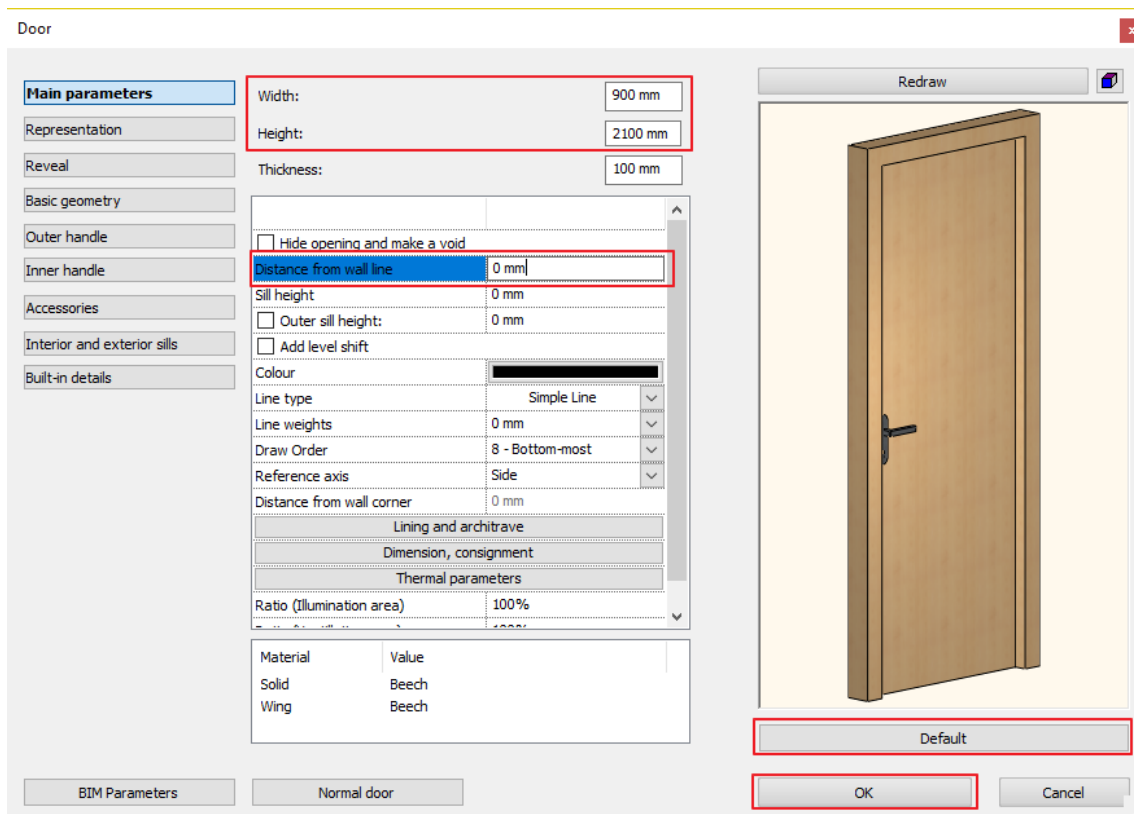 Door
x
Main parameters
Representation
Reveal
Basic geometry
Outer handle
Inner handle
Accessories
Interior and exterior sills
Built-in details
Width: 900 mm
Height: 2100 mm
Thickness: 100 mm
Hide opening and make a void
Distance from wall line 0 mm
Sill height 0 mm
Outer sill height: 0 mm
Add level shift
Colour
Line type Simple Line
Line weights 0 mm
Draw Order 8 - Bottom-most
Reference axis Side
Distance from wall corner 0 mm
Lining and architrave
Dimension, consignment
Thermal parameters
Ratio (Illumination area) 100%
Material Value
Solid Beech
Wing Beech
Redraw
Default
BIM Parameters
Normal door
OK
Cancel